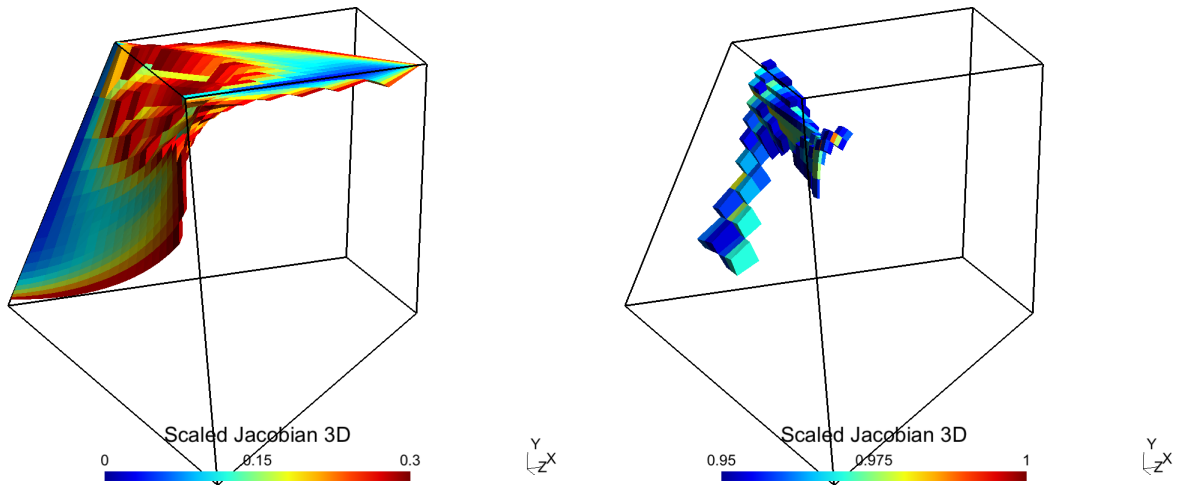 Scaled Jacobian 3D
0 0.15 0.3
Y
Z X
Scaled Jacobian 3D
0.95 0.975 1
Y
Z X